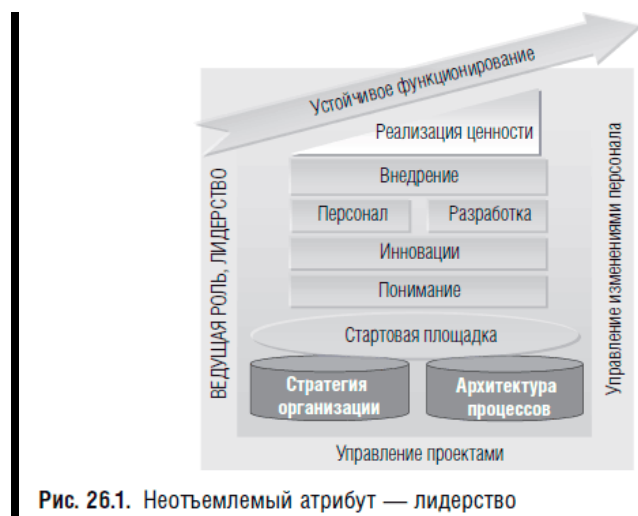 Устойчивое функционирование
Реализация ценности
Внедрение
Персонал
Разработка
Инновации
Понимание
Стартовая площадка
Стратегия
организации
Архитектура
процессов
ВЕДУЩАЯ РОЛЬ, ЛИДЕРСТВО
Управление изменениями персонала
Управление проектами
Рис. 26.1. Неотъемлемый атрибут — лидерство